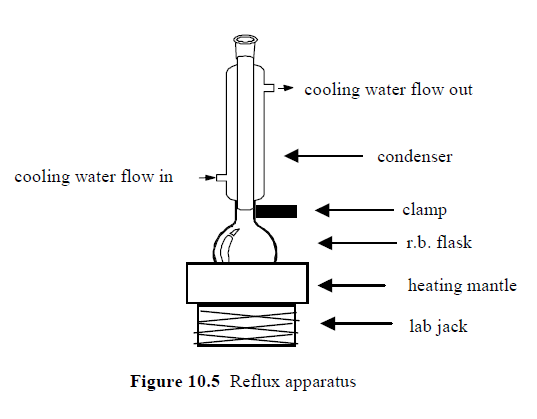 cooling water flow out
condenser
cooling water flow in
clamp
r.b. flask
heating mantle
lab jack
Figure 10.5 Reflux apparatus